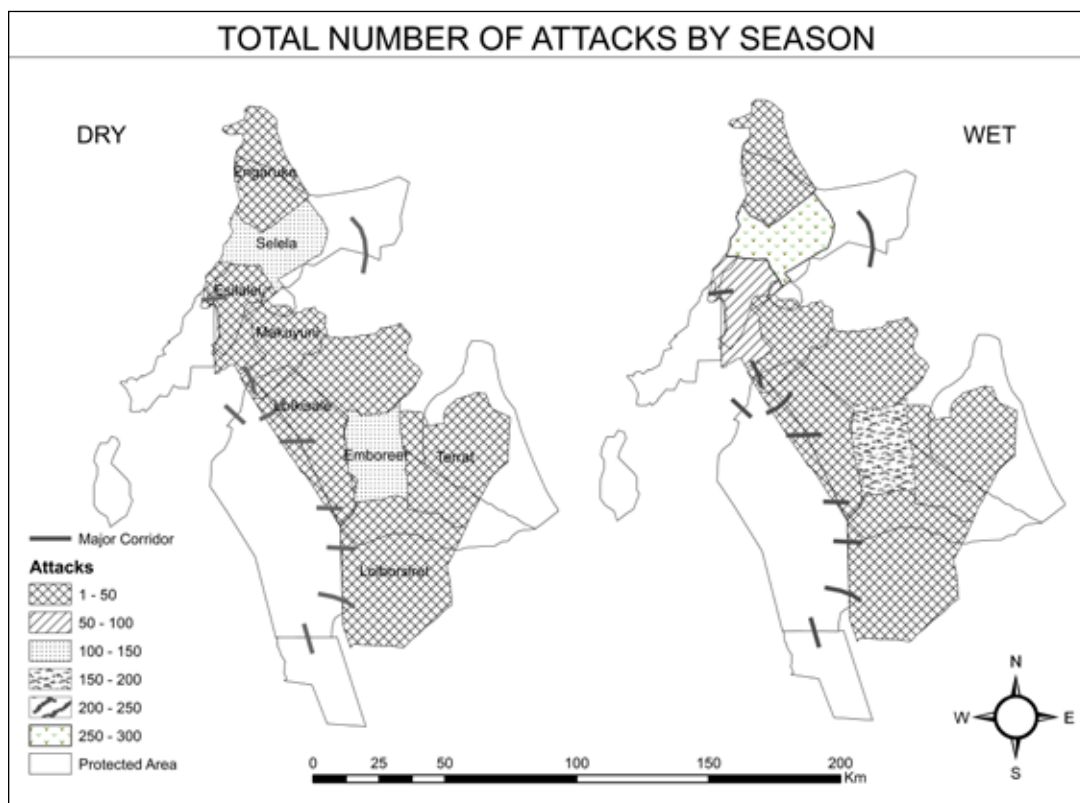 TOTAL NUMBER OF ATTACKS BY SEASON
DRY
WET
Engaruka
Selela
Esilalei
Makuyuni
Lolkisale
Emboreet
Terrat
Loiborsiret
Major Corridor
Attacks
1 - 50
50 - 100
100 - 150
150 - 200
200 - 250
250 - 300
Protected Area
N
W
E
S
0 25 50 100 150 200
Km